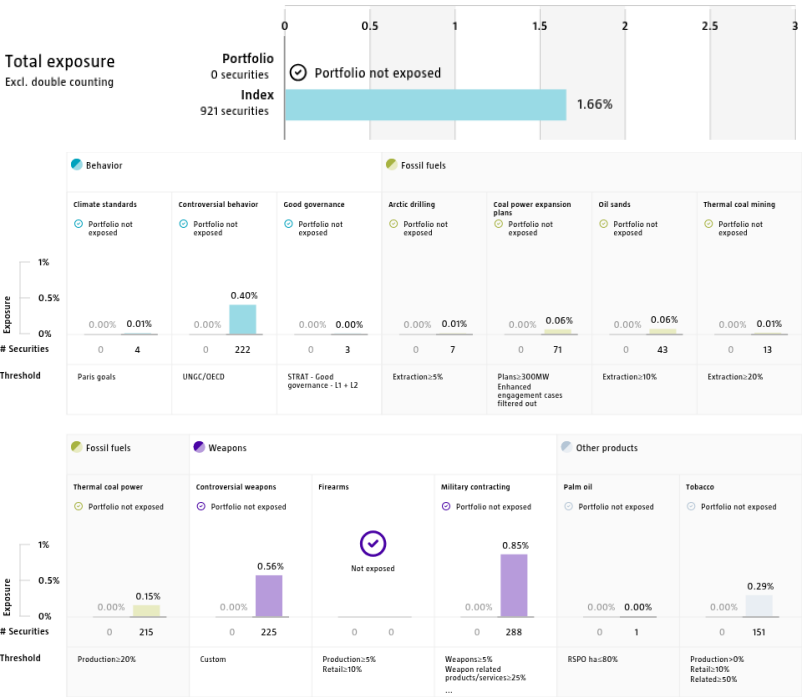 0 0.5 1 1.5 2 2.5 3
Total exposure
Excl. double counting
Portfolio
0 securities
Portfolio not exposed
Index
921 securities
1.66%
Behavior
Fossil fuels
Climate standards
Controversial behavior
Good governance
Arctic drilling
Coal power expansion
plans
Oil sands
Thermal coal mining
Portfolio not
exposed
Portfolio not
exposed
Portfolio not
exposed
Portfolio not
exposed
Portfolio not
exposed
Portfolio not
exposed
Portfolio not
exposed
Exposure
1%
0.5%
0%
0.00% 0.01%
0.00% 0.40%
0.00% 0.00%
0.00% 0.01%
0.00% 0.06%
0.00% 0.06%
0.00% 0.01%
# Securities
0 4
0 222
0 3
0 7
0 71
0 43
0 13
Threshold
Paris goals
UNGC/OECD
STRAT - Good
governance - L1 + L2
Extraction≥5%
Plans≥300MW
Enhanced
engagement cases
filtered out
Extraction≥10%
Extraction≥20%
Fossil fuels
Weapons
Other products
Thermal coal power
Controversial weapons
Firearms
Military contracting
Palm oil
Tobacco
Portfolio not exposed
Portfolio not exposed
Not exposed
Portfolio not exposed
Portfolio not exposed
Portfolio not exposed
Exposure
1%
0.5%
0%
0.00% 0.15%
0.00% 0.56%
0.00% 0.85%
0.00% 0.00%
0.00% 0.29%
# Securities
0 215
0 225
0 0
0 288
0 1
0 151
Threshold
Production≥20%
Custom
Production≥5%
Retail≥10%
Weapons≥5%
Weapon related
products/services≥25%
...
RSPO ha≤80%
Production>0%
Retail≥10%
Related≥50%